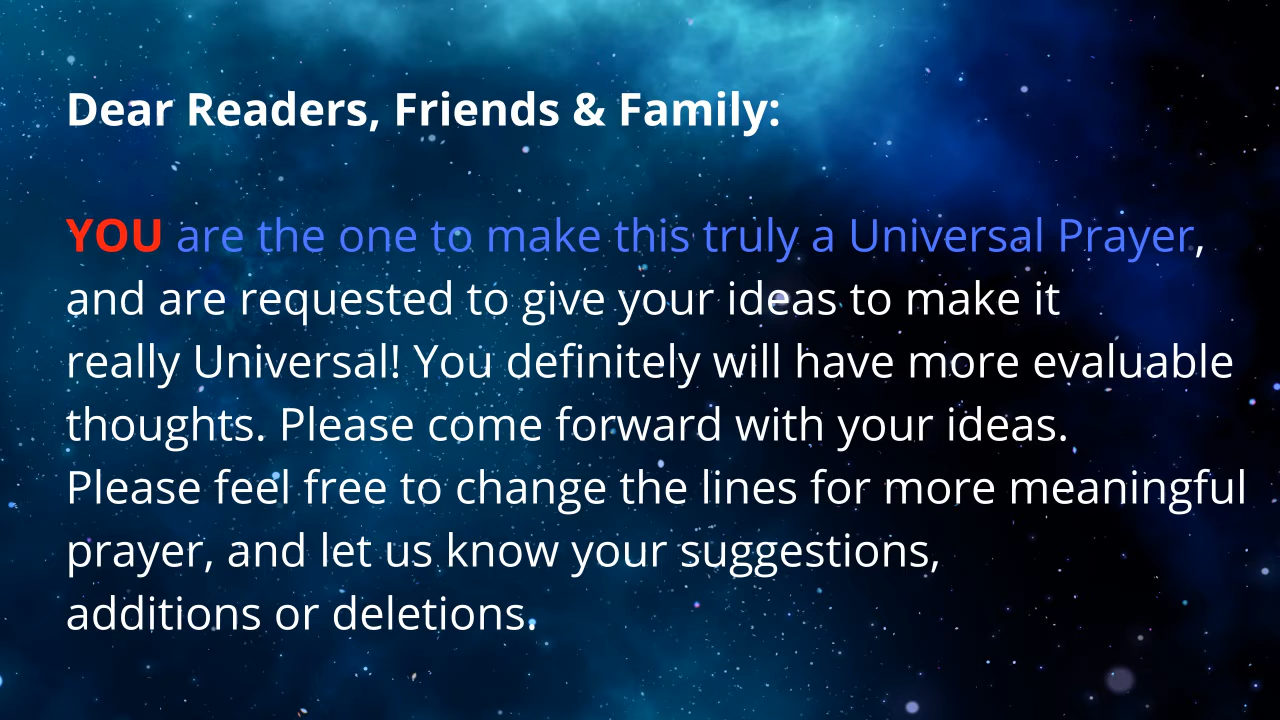 Dear Readers, Friends & Family:
YOU are the one to make this truly a Universal Prayer,
and are requested to give your ideas to make it
really Universal! You definitely will have more evaluable
thoughts. Please come forward with your ideas.
Please feel free to change the lines for more meaningful
prayer, and let us know your suggestions,
additions or deletions.